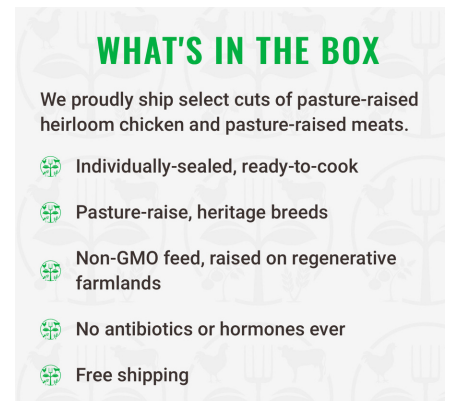 WHAT'S IN THE BOX
We proudly ship select cuts of pasture-raised
heirloom chicken and pasture-raised meats.
Individually-sealed, ready-to-cook
Pasture-raise, heritage breeds
Non-GMO feed, raised on regenerative
farmlands
No antibiotics or hormones ever
Free shipping